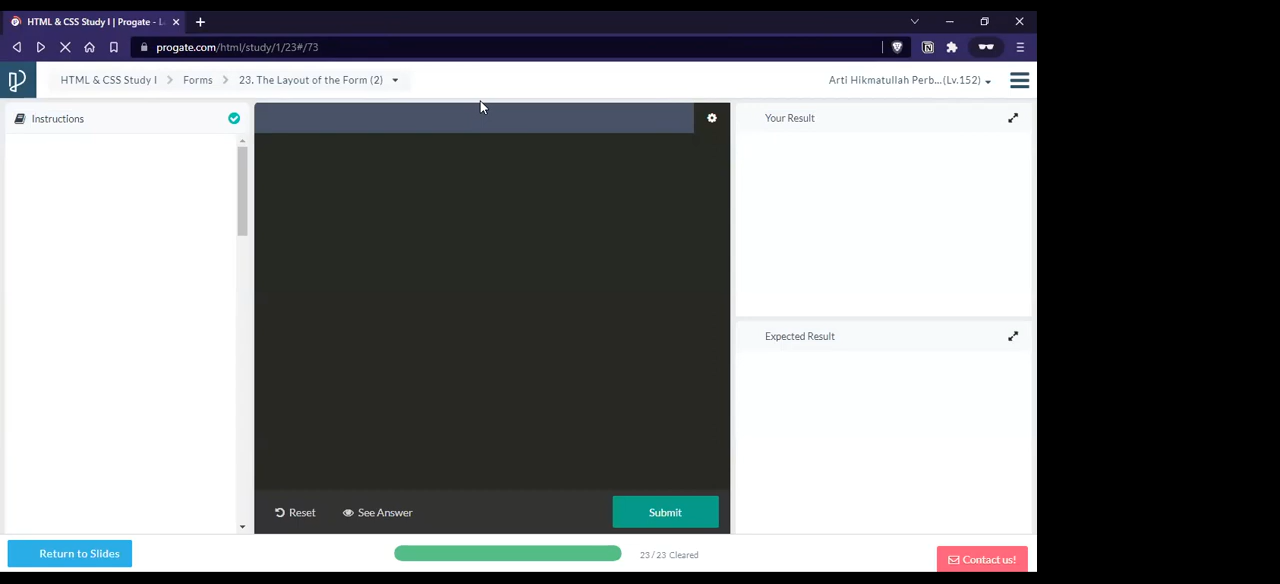 HTML & CSS Study I | Progate - L
progate.com/html/study/1/23#/73
HTML & CSS Study I
Forms
23. The Layout of the Form (2)
Arti Hikmatullah Perb...(Lv.152)
Instructions
Your Result
Expected Result
Reset
See Answer
Submit
Return to Slides
23 / 23 Cleared
Contact us!